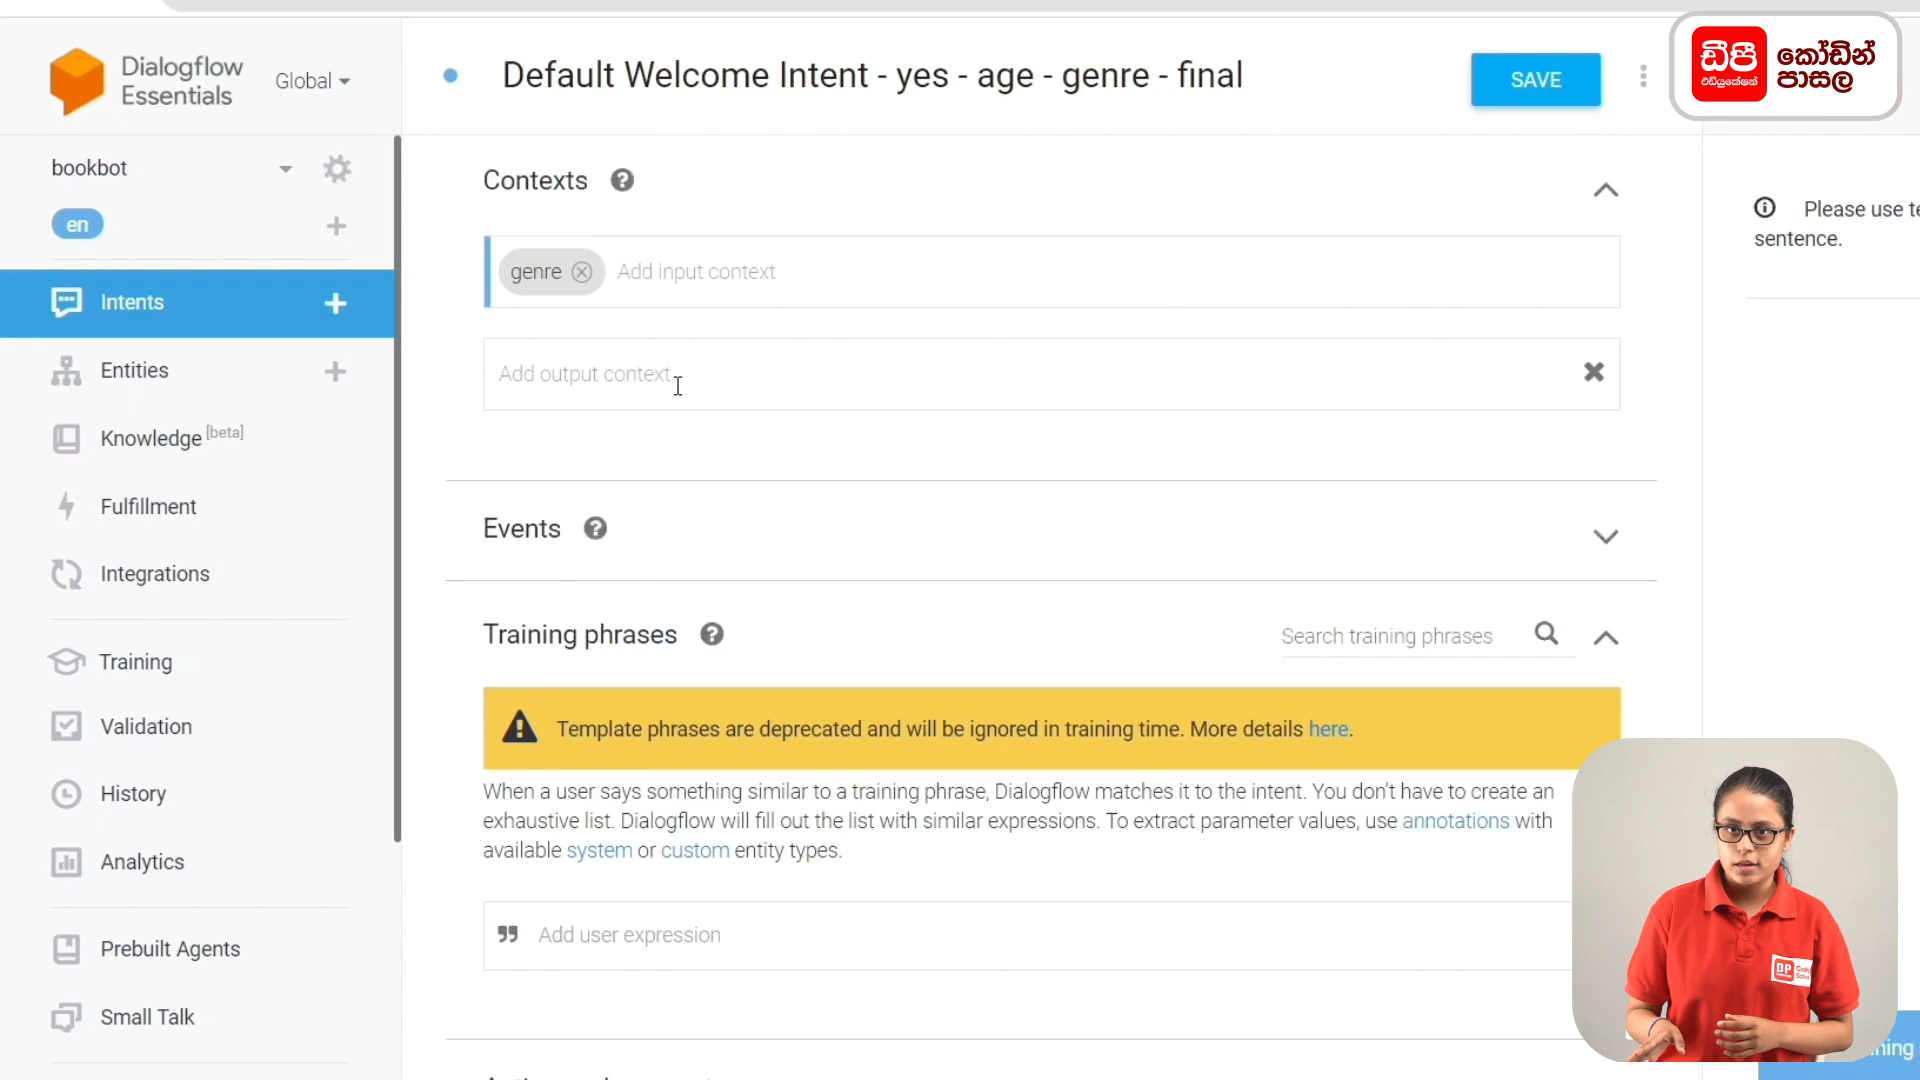 Dialogflow
Essentials
Global
Default Welcome Intent - yes - age - genre - final
SAVE
ඩීපී
එඩියුකේෂන්
කෝඩින්
පාසල
bookbot
en
Intents
Entities
Knowledge [beta]
Fulfillment
Integrations
Training
Validation
History
Analytics
Prebuilt Agents
Small Talk
Contexts
genre
Add input context
Add output context
Events
Training phrases
Search training phrases
Template phrases are deprecated and will be ignored in training time. More details here.
When a user says something similar to a training phrase, Dialogflow matches it to the intent. You don't have to create an
exhaustive list. Dialogflow will fill out the list with similar expressions. To extract parameter values, use annotations with
available system or custom entity types.
Add user expression
Please use te
sentence.
DP